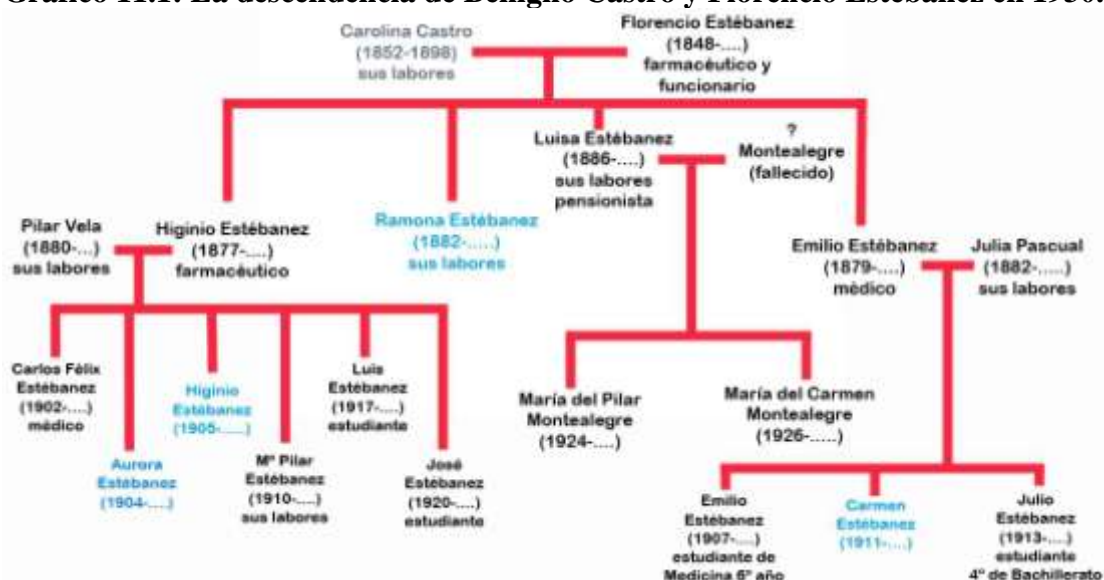 Gráfico 11.1. La descendencia de Benigno Castro y Florencio Estébanez en 1930.
Carolina Castro
(1852-1898)
sus labores
Florencio Estébanez
(1848-....)
farmacéutico y
funcionario
Luisa Estébanez
(1886-....)
sus labores
pensionista
?
Montealegre
(fallecido)
Pilar Vela
(1880-...)
sus labores
Higinio Estébanez
(1877-....)
farmacéutico
Ramona Estébanez
(1882-.....)
sus labores
Emilio Estébanez
(1879-....)
médico
Julia Pascual
(1882-.....)
sus labores
Carlos Félix
Estébanez
(1902-....)
médico
Aurora
Estébanez
(1904-....)
Higinio
Estébanez
(1905-.....)
Mª Pilar
Estébanez
(1910-....)
sus labores
Luis
Estébanez
(1917-....)
estudiante
José
Estébanez
(1920-....)
estudiante
María del Pilar
Montealegre
(1924-....)
María del Carmen
Montealegre
(1926-.....)
Emilio
Estébanez
(1907-....)
estudiante de
Medicina 6º año
Carmen
Estébanez
(1911-....)
Julio
Estébanez
(1913-....)
estudiante
4º de Bachillerato